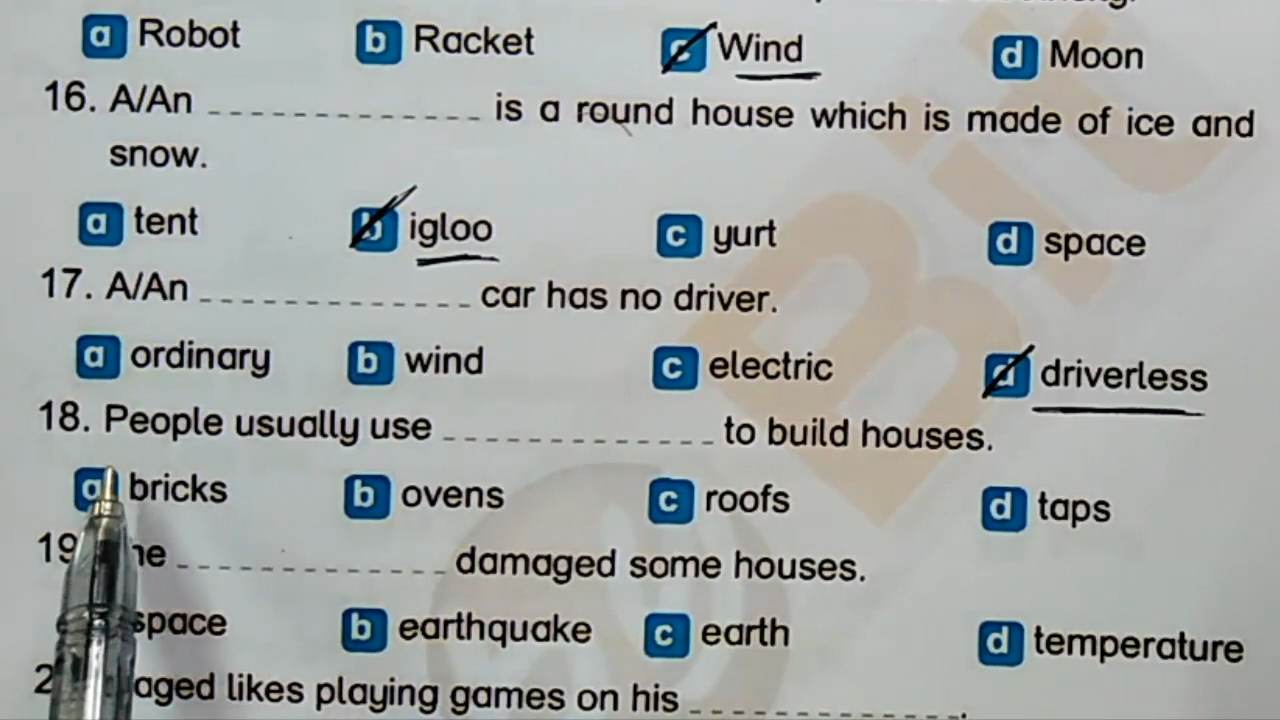 a Robot b Racket c Wind d Moon
16. A/An ______________ is a round house which is made of ice and
snow.
a tent b igloo c yurt d space
17. A/An ______________ car has no driver.
a ordinary b wind c electric d driverless
18. People usually use ______________ to build houses.
a bricks b ovens c roofs d taps
19 he ______________ damaged some houses.
space b earthquake c earth d temperature
2 aged likes playing games on his ______________.